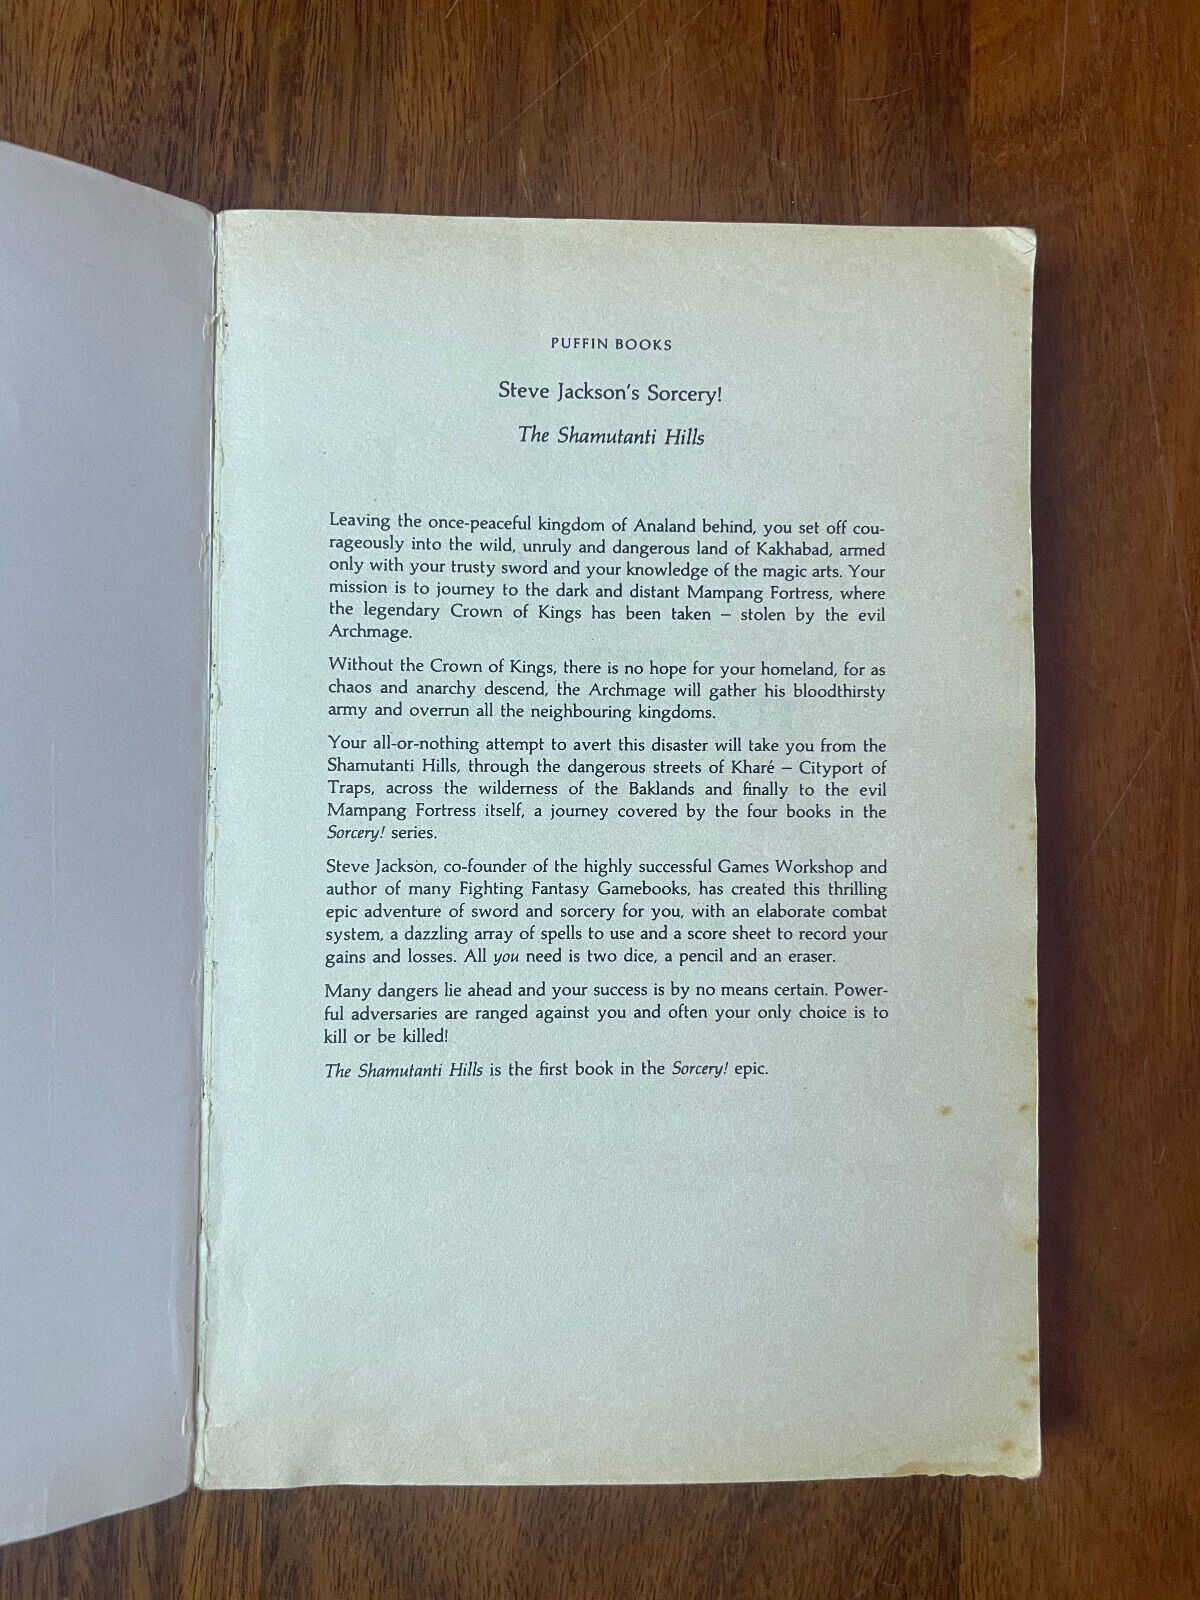 PUFFIN BOOKS
Steve Jackson's Sorcery!
The Shamutanti Hills
Leaving the once-peaceful kingdom of Analand behind, you set off cou-
rageously into the wild, unruly and dangerous land of Kakhabad, armed
only with your trusty sword and your knowledge of the magic arts. Your
mission is to journey to the dark and distant Mampang Fortress, where
the legendary Crown of Kings has been taken – stolen by the evil
Archmage.
Without the Crown of Kings, there is no hope for your homeland, for as
chaos and anarchy descend, the Archmage will gather his bloodthirsty
army and overrun all the neighbouring kingdoms.
Your all-or-nothing attempt to avert this disaster will take you from the
Shamutanti Hills, through the dangerous streets of Kharé – Cityport of
Traps, across the wilderness of the Baklands and finally to the evil
Mampang Fortress itself, a journey covered by the four books in the
Sorcery! series.
Steve Jackson, co-founder of the highly successful Games Workshop and
author of many Fighting Fantasy Gamebooks, has created this thrilling
epic adventure of sword and sorcery for you, with an elaborate combat
system, a dazzling array of spells to use and a score sheet to record your
gains and losses. All you need is two dice, a pencil and an eraser.
Many dangers lie ahead and your success is by no means certain. Power-
ful adversaries are ranged against you and often your only choice is to
kill or be killed!
The Shamutanti Hills is the first book in the Sorcery! epic.